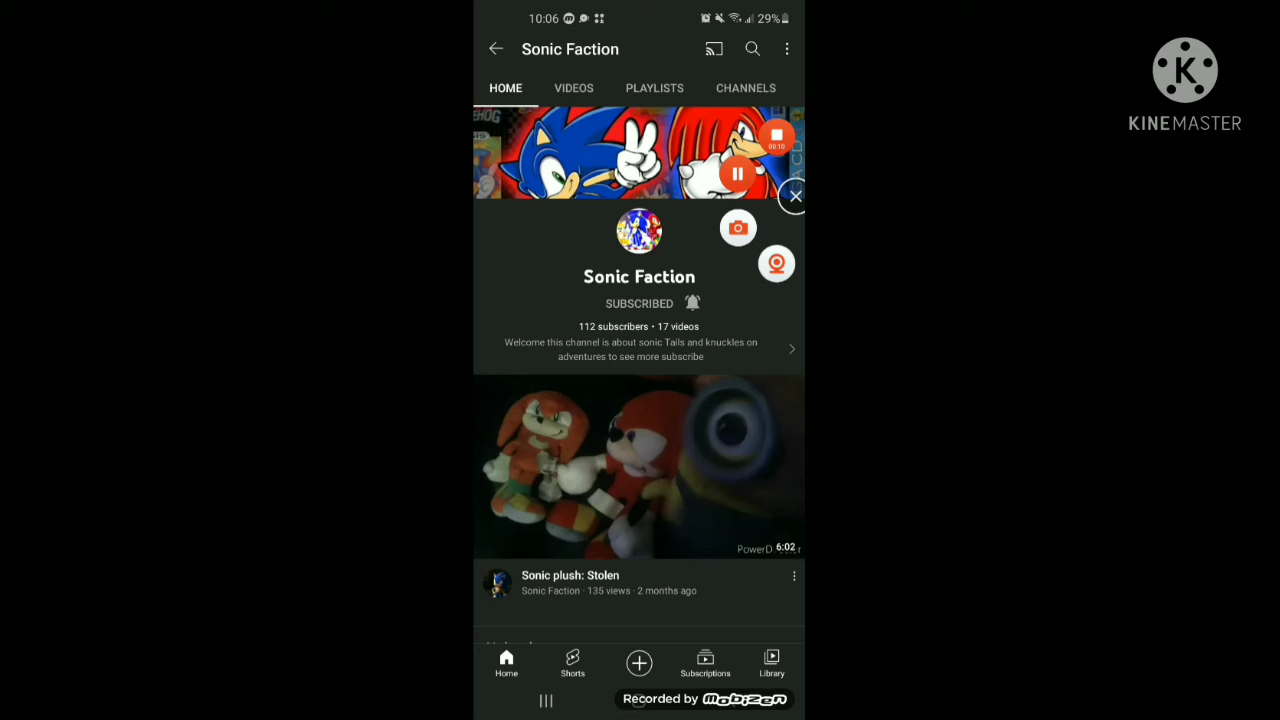 10:06
29%
Sonic Faction
HOME VIDEOS PLAYLISTS CHANNELS
00:10
K
KINEMASTER
Sonic Faction
SUBSCRIBED
112 subscribers • 17 videos
Welcome this channel is about sonic Tails and knuckles on
adventures to see more subscribe
6:02
Sonic plush: Stolen
Sonic Faction · 135 views · 2 months ago
Home Shorts Subscriptions Library
Recorded by mobizen